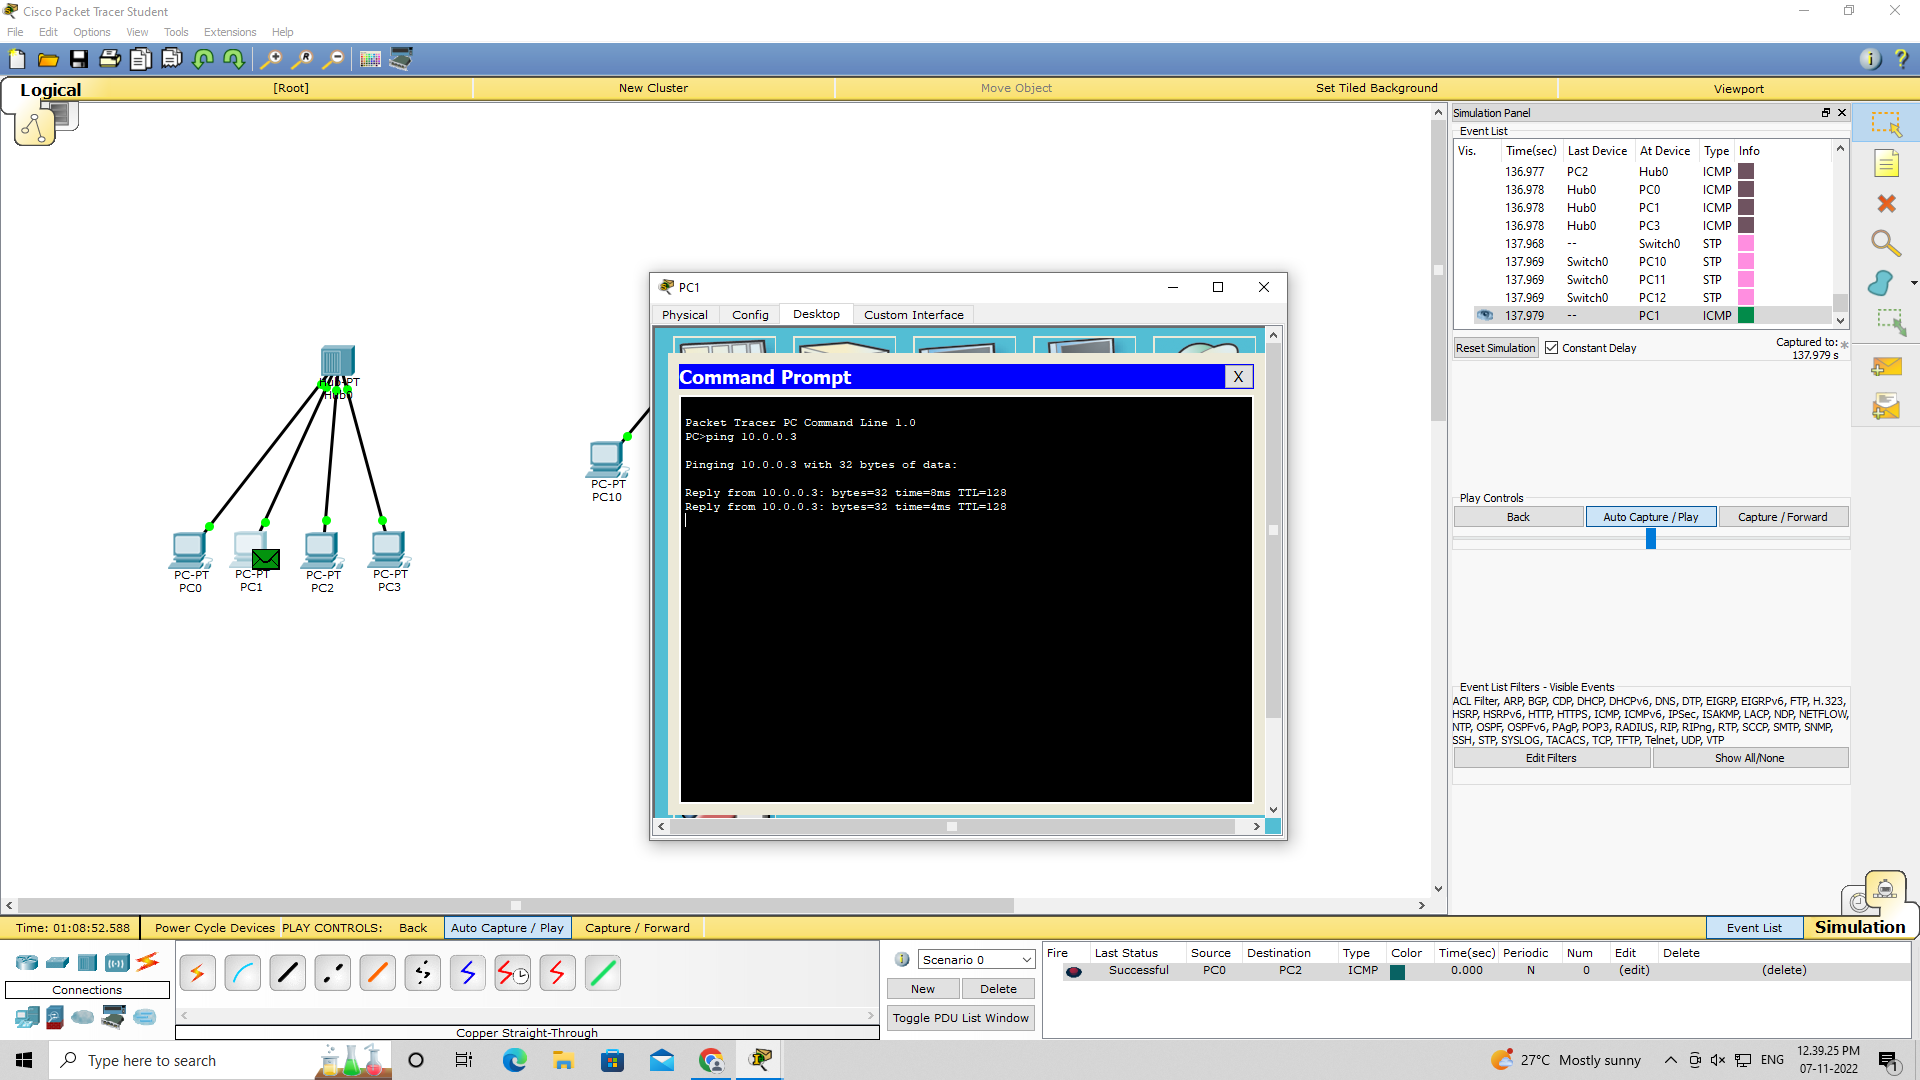 Cisco Packet Tracer Student
File Edit Options View Tools Extensions Help
Logical [Root] New Cluster Move Object Set Tiled Background Viewport
Simulation Panel
Event List
Vis. Time(sec) Last Device At Device Type Info
136.977 PC2 Hub0 ICMP
136.978 Hub0 PC0 ICMP
136.978 Hub0 PC1 ICMP
136.978 Hub0 PC3 ICMP
137.968 -- Switch0 STP
137.969 Switch0 PC10 STP
137.969 Switch0 PC11 STP
137.969 Switch0 PC12 STP
137.979 -- PC1 ICMP
Reset Simulation Constant Delay Captured to: *
137.979 s
Play Controls
Back Auto Capture / Play Capture / Forward
Event List Filters - Visible Events
ACL Filter, ARP, BGP, CDP, DHCP, DHCPv6, DNS, DTP, EIGRP, EIGRPv6, FTP, H.323,
HSRP, HSRPv6, HTTP, HTTPS, ICMP, ICMPv6, IPSec, ISAKMP, LACP, NDP, NETFLOW,
NTP, OSPF, OSPFv6, PAgP, POP3, RADIUS, RIP, RIPng, RTP, SCCP, SMTP, SNMP,
SSH, STP, SYSLOG, TACACS, TCP, TFTP, Telnet, UDP, VTP
Edit Filters Show All/None
Hub-PT
Hub0
PC-PT
PC0
PC-PT
PC1
PC-PT
PC2
PC-PT
PC3
PC-PT
PC10
PC1
Physical Config Desktop Custom Interface
Command Prompt X
Packet Tracer PC Command Line 1.0
PC>ping 10.0.0.3
Pinging 10.0.0.3 with 32 bytes of data:
Reply from 10.0.0.3: bytes=32 time=8ms TTL=128
Reply from 10.0.0.3: bytes=32 time=4ms TTL=128
Time: 01:08:52.588 Power Cycle Devices PLAY CONTROLS: Back Auto Capture / Play Capture / Forward Event List Simulation
Connections
Copper Straight-Through
Scenario 0
New Delete
Toggle PDU List Window
Fire Last Status Source Destination Type Color Time(sec) Periodic Num Edit Delete
Successful PC0 PC2 ICMP 0.000 N 0 (edit) (delete)
Type here to search
27°C Mostly sunny
ENG
12.39.25 PM
07-11-2022
1